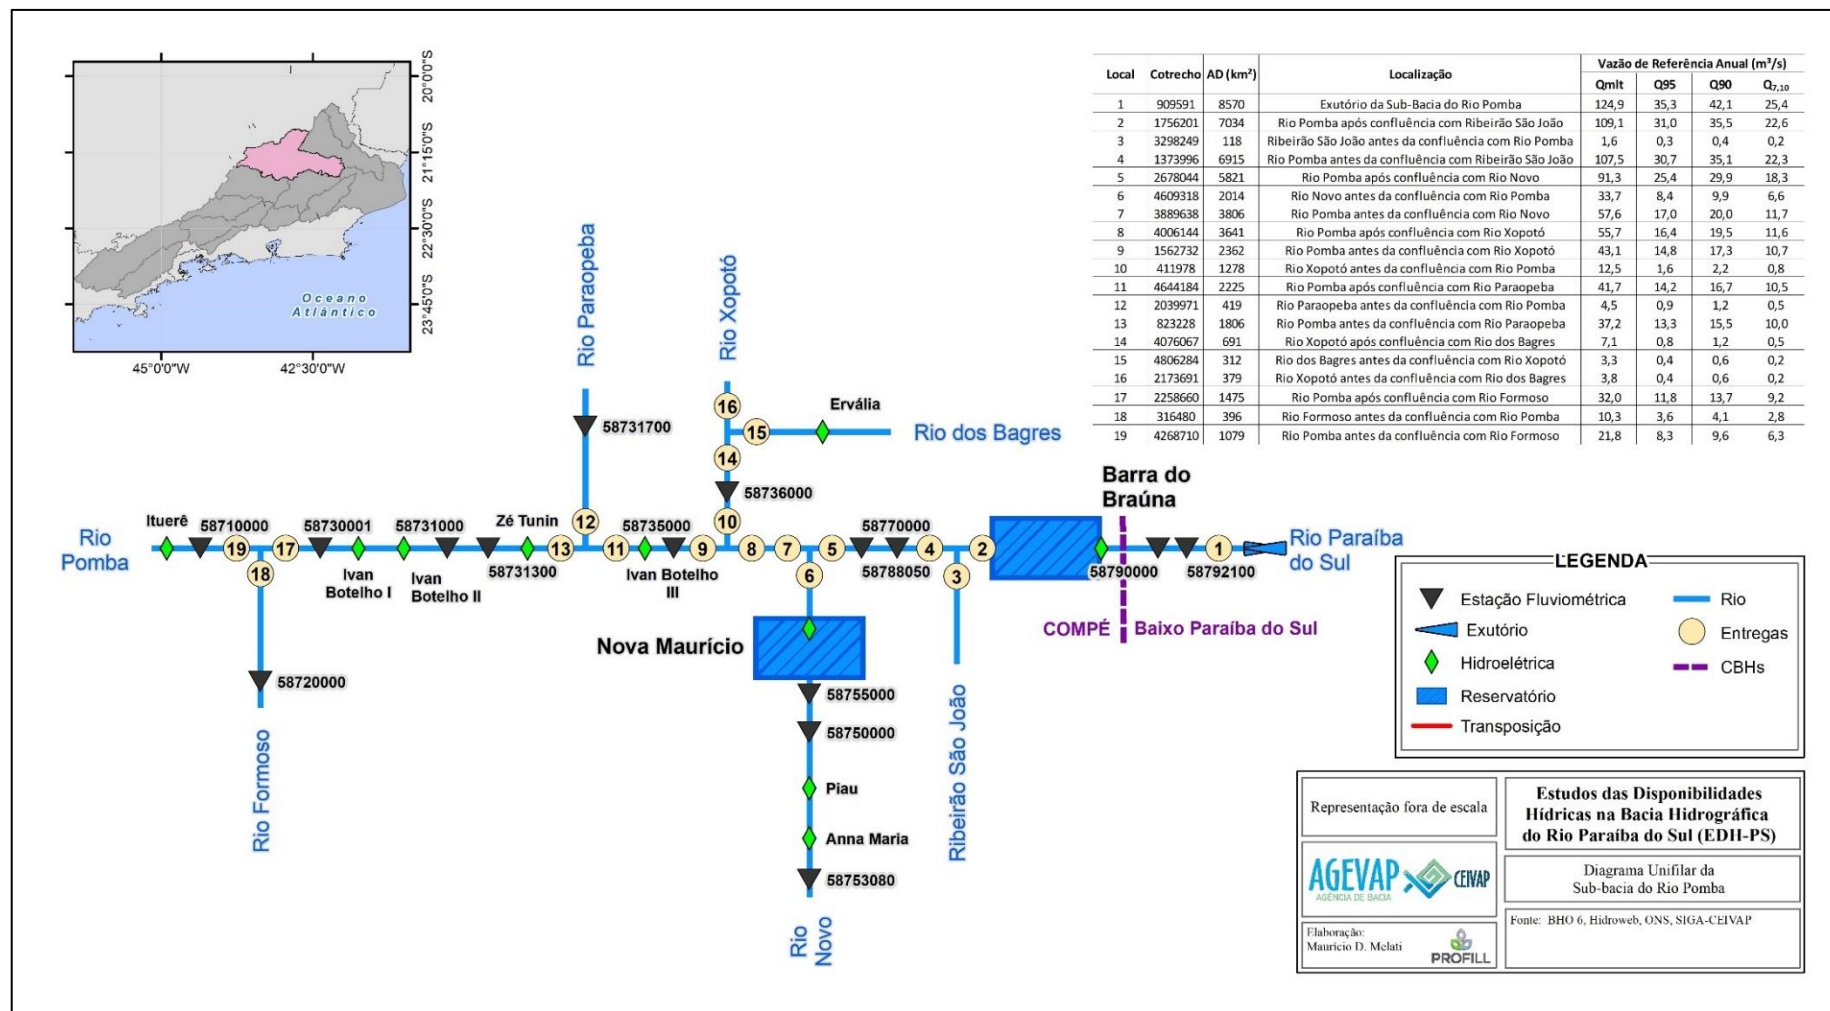 0°0'0"S
20°0'0"S
21°15'0"S
22°30'0"S
23°45'0"S
Oceano
Atlântico
45°0'0"W
42°30'0"W
Local Cotrecho AD (km²) Localização Vazão de Referência Anual (m³/s)
Qmlt Q95 Q90 Q7,10
1 909591 8570 Exutório da Sub-Bacia do Rio Pomba 124,9 35,3 42,1 25,4
2 1756201 7034 Rio Pomba após confluência com Ribeirão São João 109,1 31,0 35,5 22,6
3 3298249 118 Ribeirão São João antes da confluência com Rio Pomba 1,6 0,3 0,4 0,2
4 1373996 6915 Rio Pomba antes da confluência com Ribeirão São João 107,5 30,7 35,1 22,3
5 2678044 5821 Rio Pomba após confluência com Rio Novo 91,3 25,4 29,9 18,3
6 4609318 2014 Rio Novo antes da confluência com Rio Pomba 33,7 8,4 9,9 6,6
7 3889638 3806 Rio Pomba antes da confluência com Rio Novo 57,6 17,0 20,0 11,7
8 4006144 3641 Rio Pomba após confluência com Rio Xopotó 55,7 16,4 19,5 11,6
9 1562732 2362 Rio Pomba antes da confluência com Rio Xopotó 43,1 14,8 17,3 10,7
10 411978 1278 Rio Xopotó antes da confluência com Rio Pomba 12,5 1,6 2,2 0,8
11 4644184 2225 Rio Pomba após confluência com Rio Paraopeba 41,7 14,2 16,7 10,5
12 2039971 419 Rio Paraopeba antes da confluência com Rio Pomba 4,5 0,9 1,2 0,5
13 823228 1806 Rio Pomba antes da confluência com Rio Paraopeba 37,2 13,3 15,5 10,0
14 4076067 691 Rio Xopotó após confluência com Rio dos Bagres 7,1 0,8 1,2 0,5
15 4806284 312 Rio dos Bagres antes da confluência com Rio Xopotó 3,3 0,4 0,6 0,2
16 2173691 379 Rio Xopotó antes da confluência com Rio dos Bagres 3,8 0,4 0,6 0,2
17 2258660 1475 Rio Pomba após confluência com Rio Formoso 32,0 11,8 13,7 9,2
18 316480 396 Rio Formoso antes da confluência com Rio Pomba 10,3 3,6 4,1 2,8
19 4268710 1079 Rio Pomba antes da confluência com Rio Formoso 21,8 8,3 9,6 6,3
Rio Paraopeba
Rio Xopotó
16
Ervália
58731700
15
Rio dos Bagres
14
58736000
Barra do
Braúna
Ituerê
58710000
58730001
58731000
Zé Tunin
12
58735000
10
58770000
Rio
Pomba
19
17
13
11
9
8
7
5
4
2
1
Rio Paraíba
do Sul
18
Ivan
Botelho I
Ivan
Botelho II
58731300
Ivan Botelho
III
6
58788050
3
58790000
58792100
COMPÉ
Baixo Paraíba do Sul
Nova Maurício
58720000
58755000
58750000
Piau
Anna Maria
58753080
Rio Formoso
Rio
Novo
Ribeirão São João
LEGENDA
Estação Fluviométrica
Rio
Exutório
Entregas
Hidroelétrica
CBHs
Reservatório
Transposição
Representação fora de escala
Estudos das Disponibilidades
Hídricas na Bacia Hidrográfica
do Rio Paraíba do Sul (EDH-PS)
AGEVAP
AGÊNCIA DE BACIA
CEIVAP
Diagrama Unifilar da
Sub-bacia do Rio Pomba
Elaboração:
Maurício D. Melati
PROFILL
Fonte: BHO 6, Hidroweb, ONS, SIGA-CEIVAP